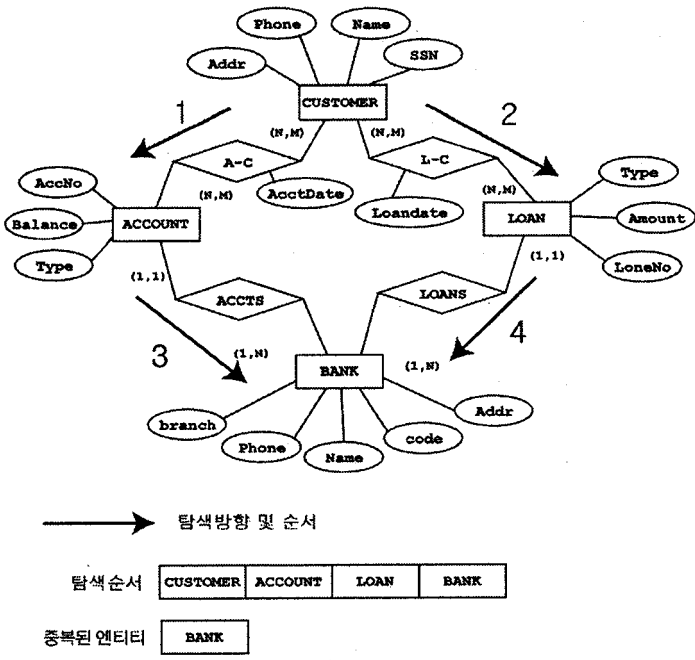 Phone
Name
Addr
SSN
CUSTOMER
1
2
(N,M)
(N,M)
A-C
L-C
AccNo
(N,M)
AcctDate
Loandate
(N,M)
Type
Balance
ACCOUNT
LOAN
Amount
Type
(1,1)
(1,1)
LoneNo
ACCTS
LOANS
3
4
(1,N)
BANK
(1,N)
branch
Addr
Phone
Name
code
탐색방향 및 순서
탐색순서 CUSTOMER ACCOUNT LOAN BANK
중복된 엔티티 BANK